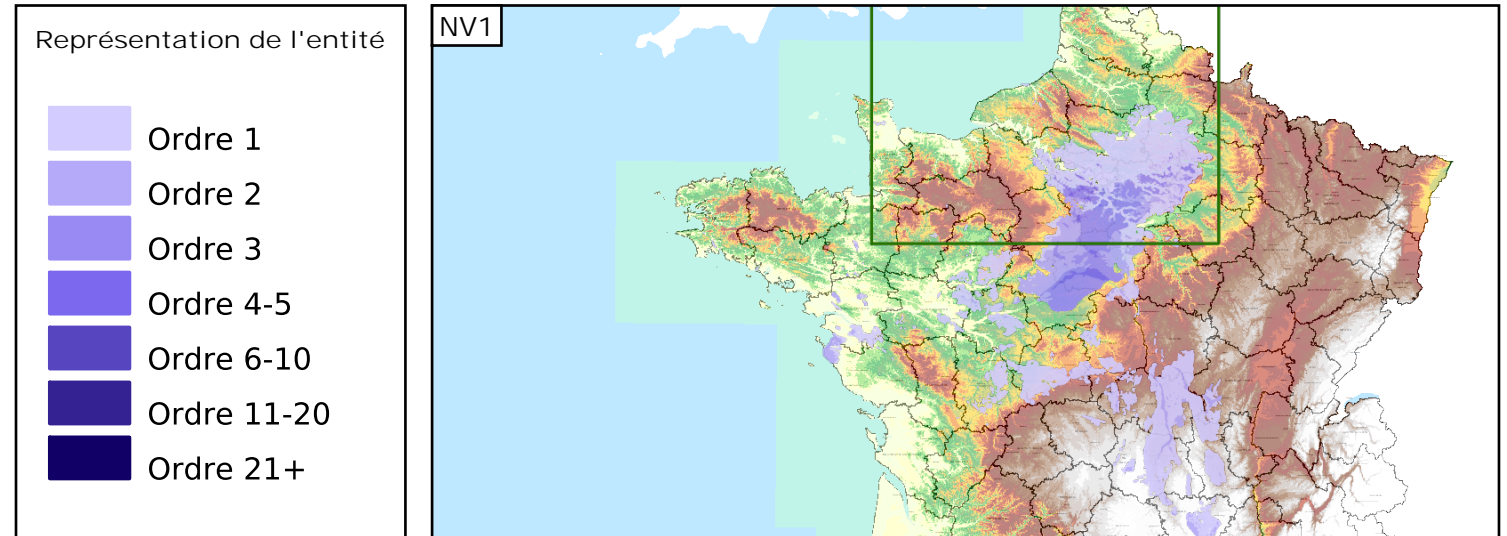 Représentation de l'entité
Ordre 1
Ordre 2
Ordre 3
Ordre 4-5
Ordre 6-10
Ordre 11-20
Ordre 21+
NV1